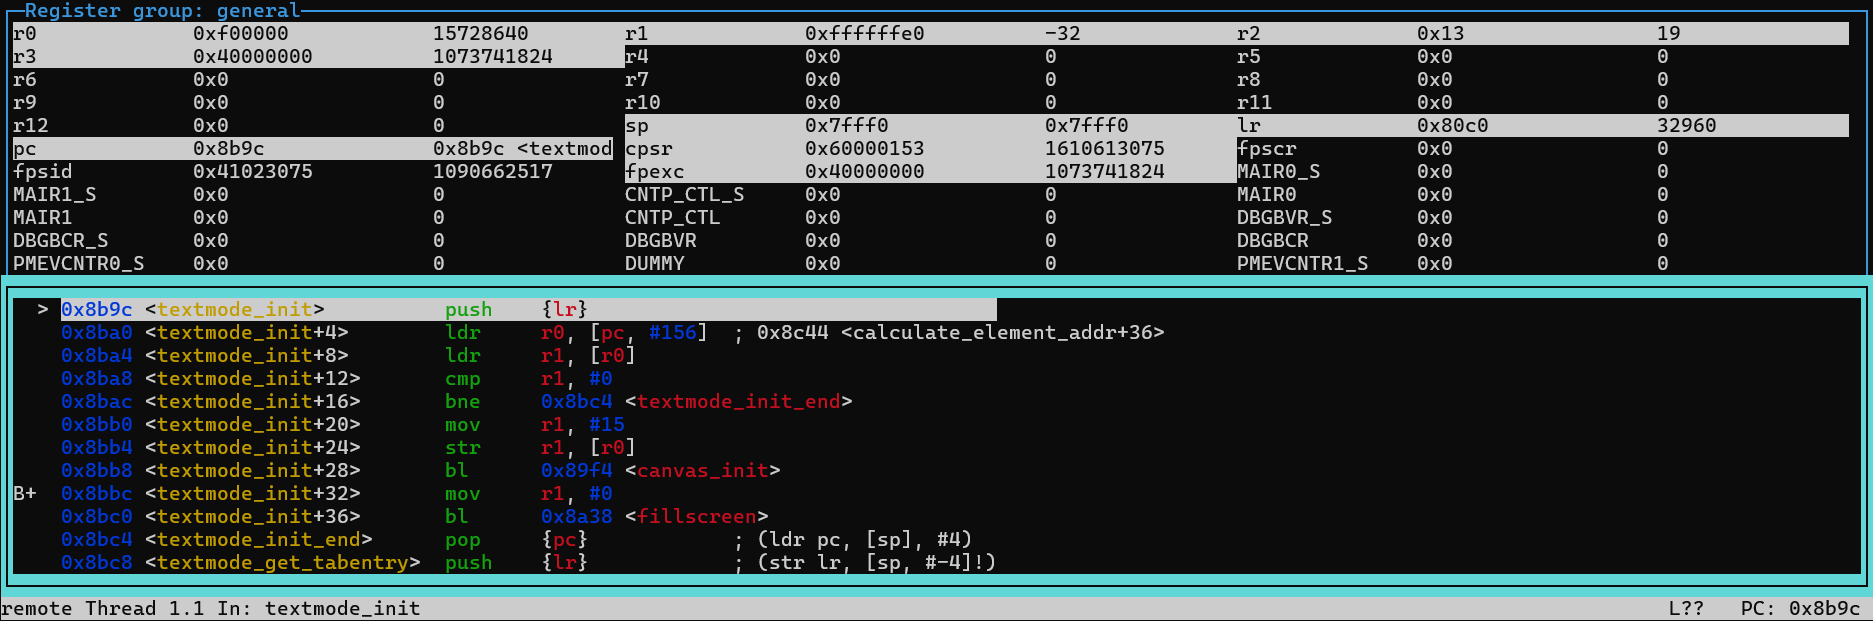 Register group: general
r0 0xf00000 15728640 r1 0xffffffe0 -32 r2 0x13 19
r3 0x40000000 1073741824 r4 0x0 0 r5 0x0 0
r6 0x0 0 r7 0x0 0 r8 0x0 0
r9 0x0 0 r10 0x0 0 r11 0x0 0
r12 0x0 0 sp 0x7fff0 0x7fff0 lr 0x80c0 32960
pc 0x8b9c 0x8b9c <textmod cpsr 0x60000153 1610613075 fpscr 0x0 0
fpsid 0x41023075 1090662517 fpexc 0x40000000 1073741824 MAIR0_S 0x0 0
MAIR1_S 0x0 0 CNTP_CTL_S 0x0 0 MAIR0 0x0 0
MAIR1 0x0 0 CNTP_CTL 0x0 0 DBGBVR_S 0x0 0
DBGBCR_S 0x0 0 DBGBVR 0x0 0 DBGBCR 0x0 0
PMEVCNTR0_S 0x0 0 DUMMY 0x0 0 PMEVCNTR1_S 0x0 0
> 0x8b9c <textmode_init> push {lr}
0x8ba0 <textmode_init+4> ldr r0, [pc, #156] ; 0x8c44 <calculate_element_addr+36>
0x8ba4 <textmode_init+8> ldr r1, [r0]
0x8ba8 <textmode_init+12> cmp r1, #0
0x8bac <textmode_init+16> bne 0x8bc4 <textmode_init_end>
0x8bb0 <textmode_init+20> mov r1, #15
0x8bb4 <textmode_init+24> str r1, [r0]
0x8bb8 <textmode_init+28> bl 0x89f4 <canvas_init>
B+ 0x8bbc <textmode_init+32> mov r1, #0
0x8bc0 <textmode_init+36> bl 0x8a38 <fillscreen>
0x8bc4 <textmode_init_end> pop {pc} ; (ldr pc, [sp], #4)
0x8bc8 <textmode_get_tabentry> push {lr} ; (str lr, [sp, #-4]!)
remote Thread 1.1 In: textmode_init L?? PC: 0x8b9c